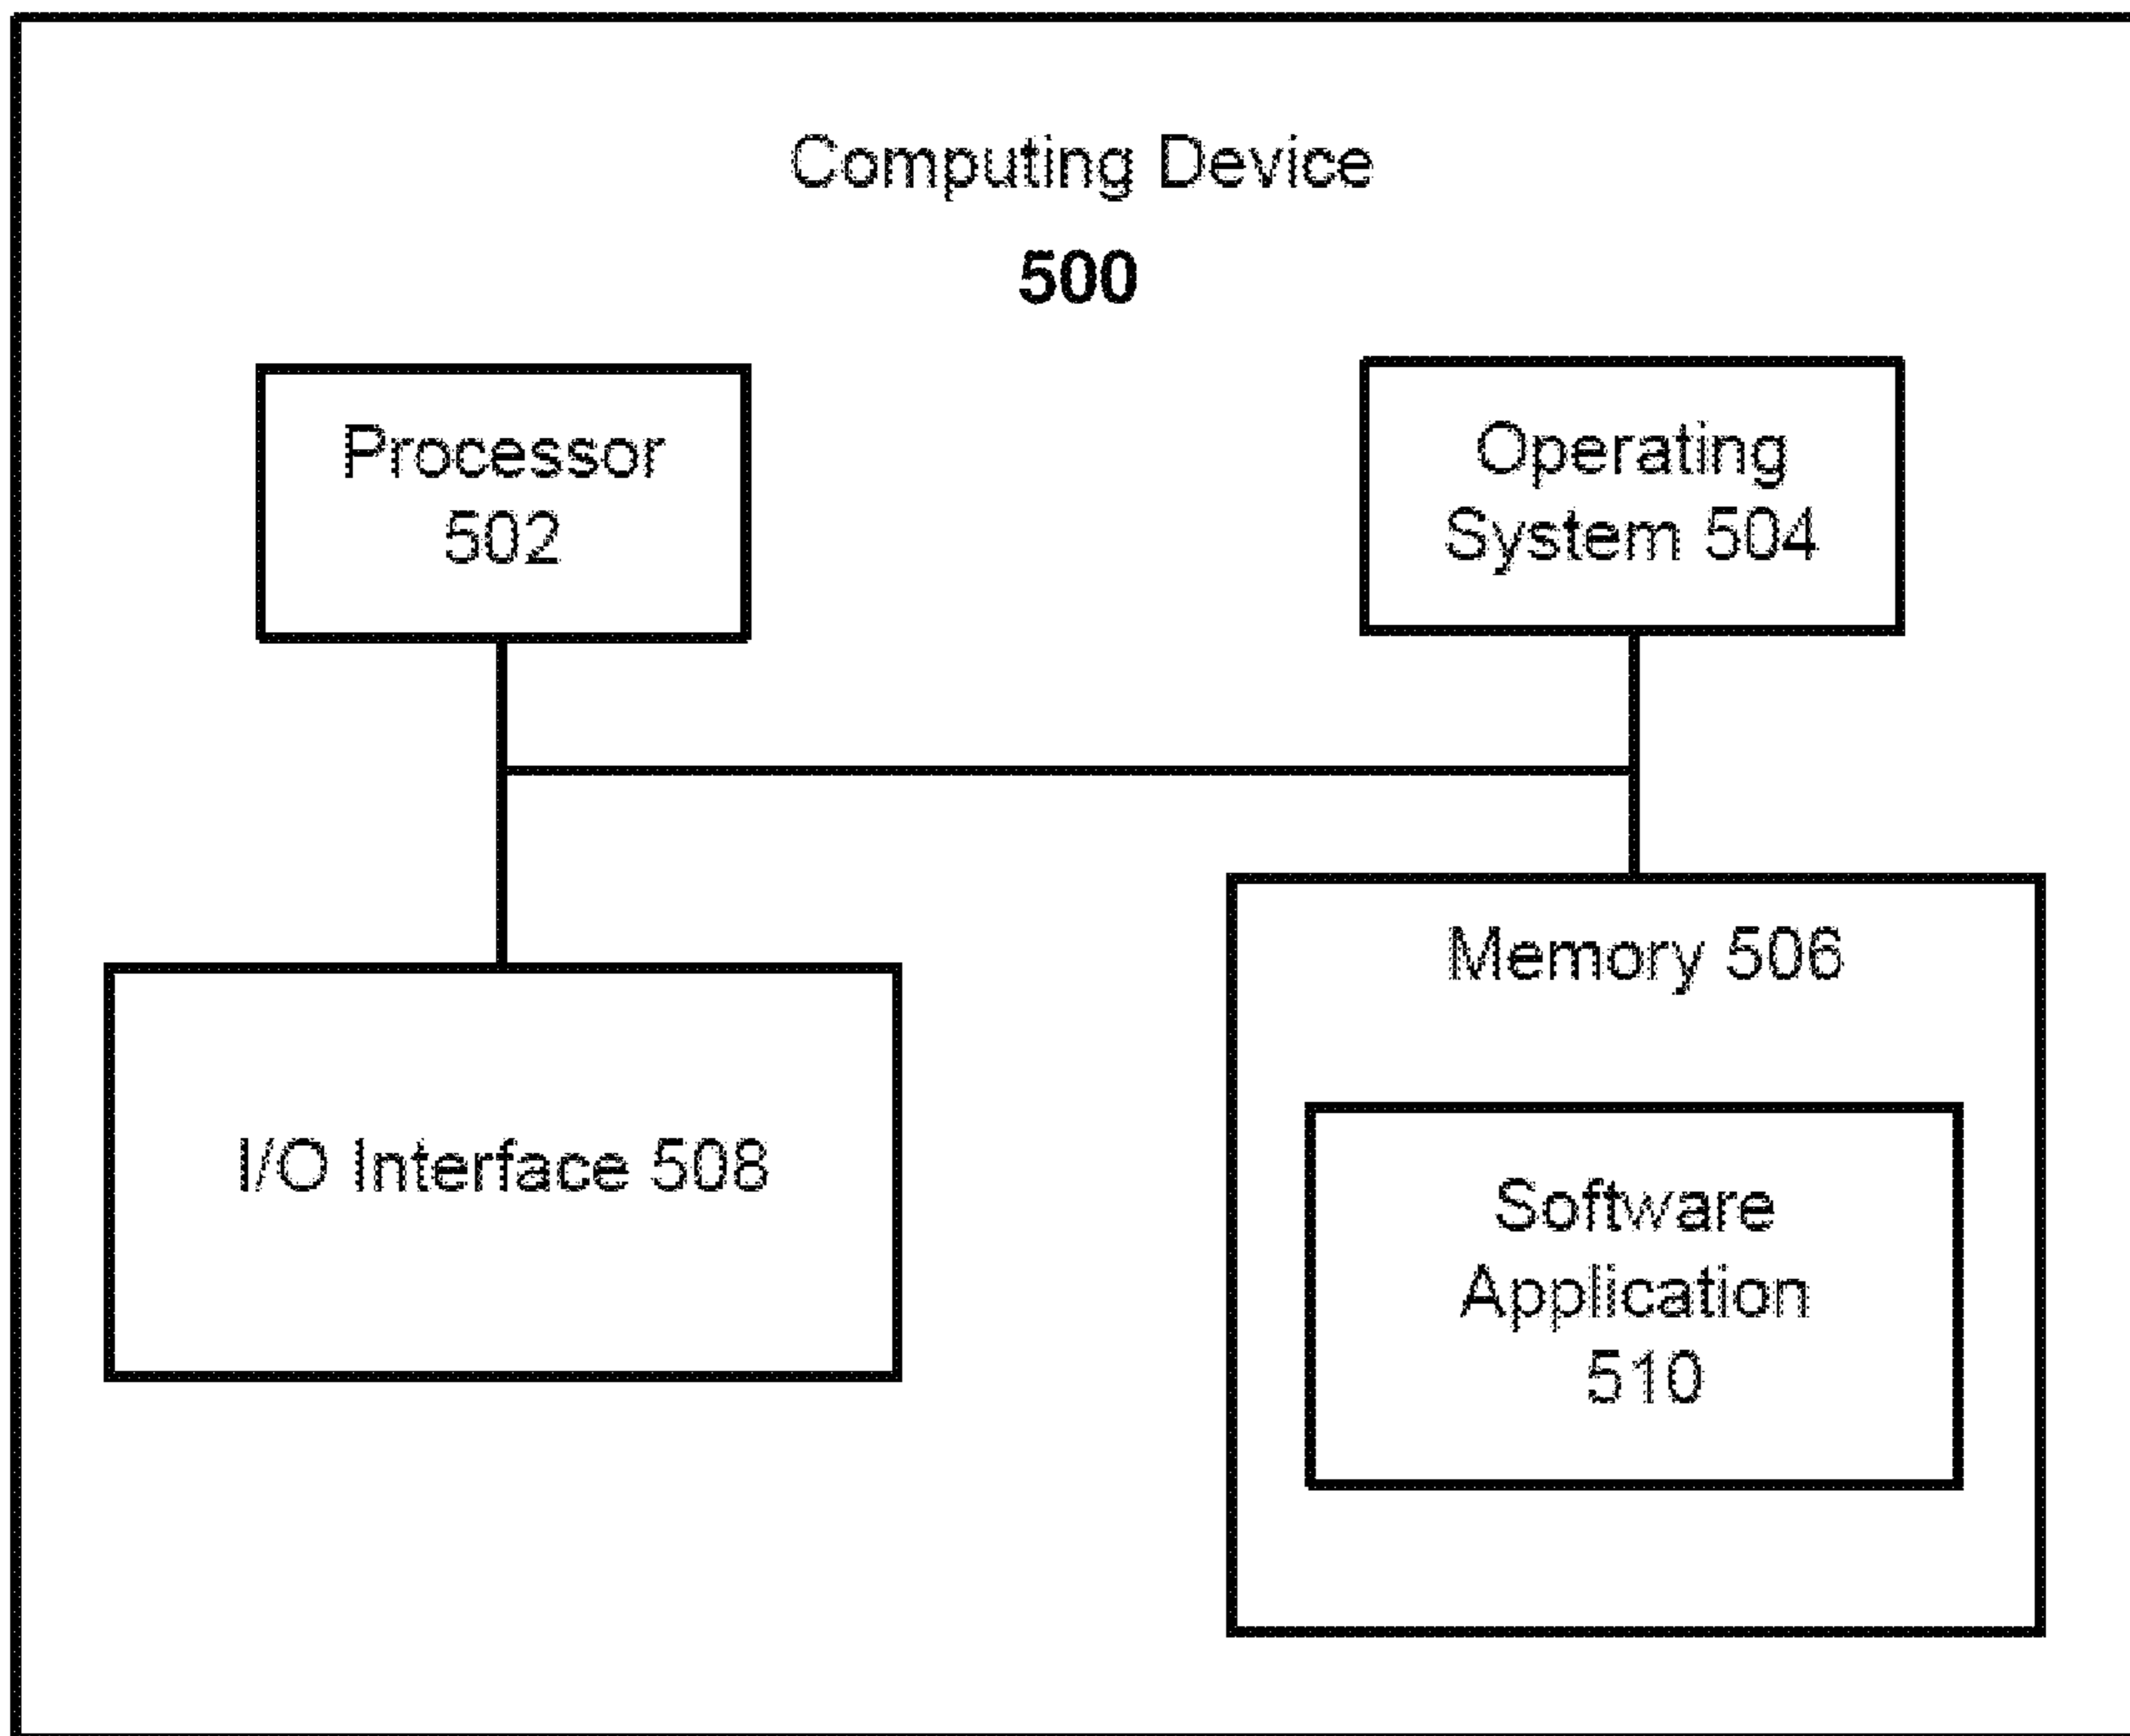 Computing Device
500
Processor
502
Operating
System 504
Memory 506
I/O Interface 508
Software
Application
510